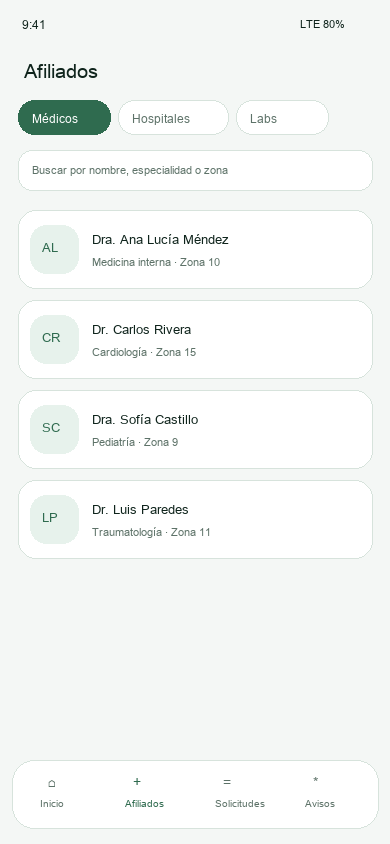 9:41 LTE 80%
Afiliados
Médicos Hospitales Labs
Buscar por nombre, especialidad o zona
AL Dra. Ana Lucía Méndez
Medicina interna · Zona 10
CR Dr. Carlos Rivera
Cardiología · Zona 15
SC Dra. Sofía Castillo
Pediatría · Zona 9
LP Dr. Luis Paredes
Traumatología · Zona 11
⌂ + = *
Inicio Afiliados Solicitudes Avisos